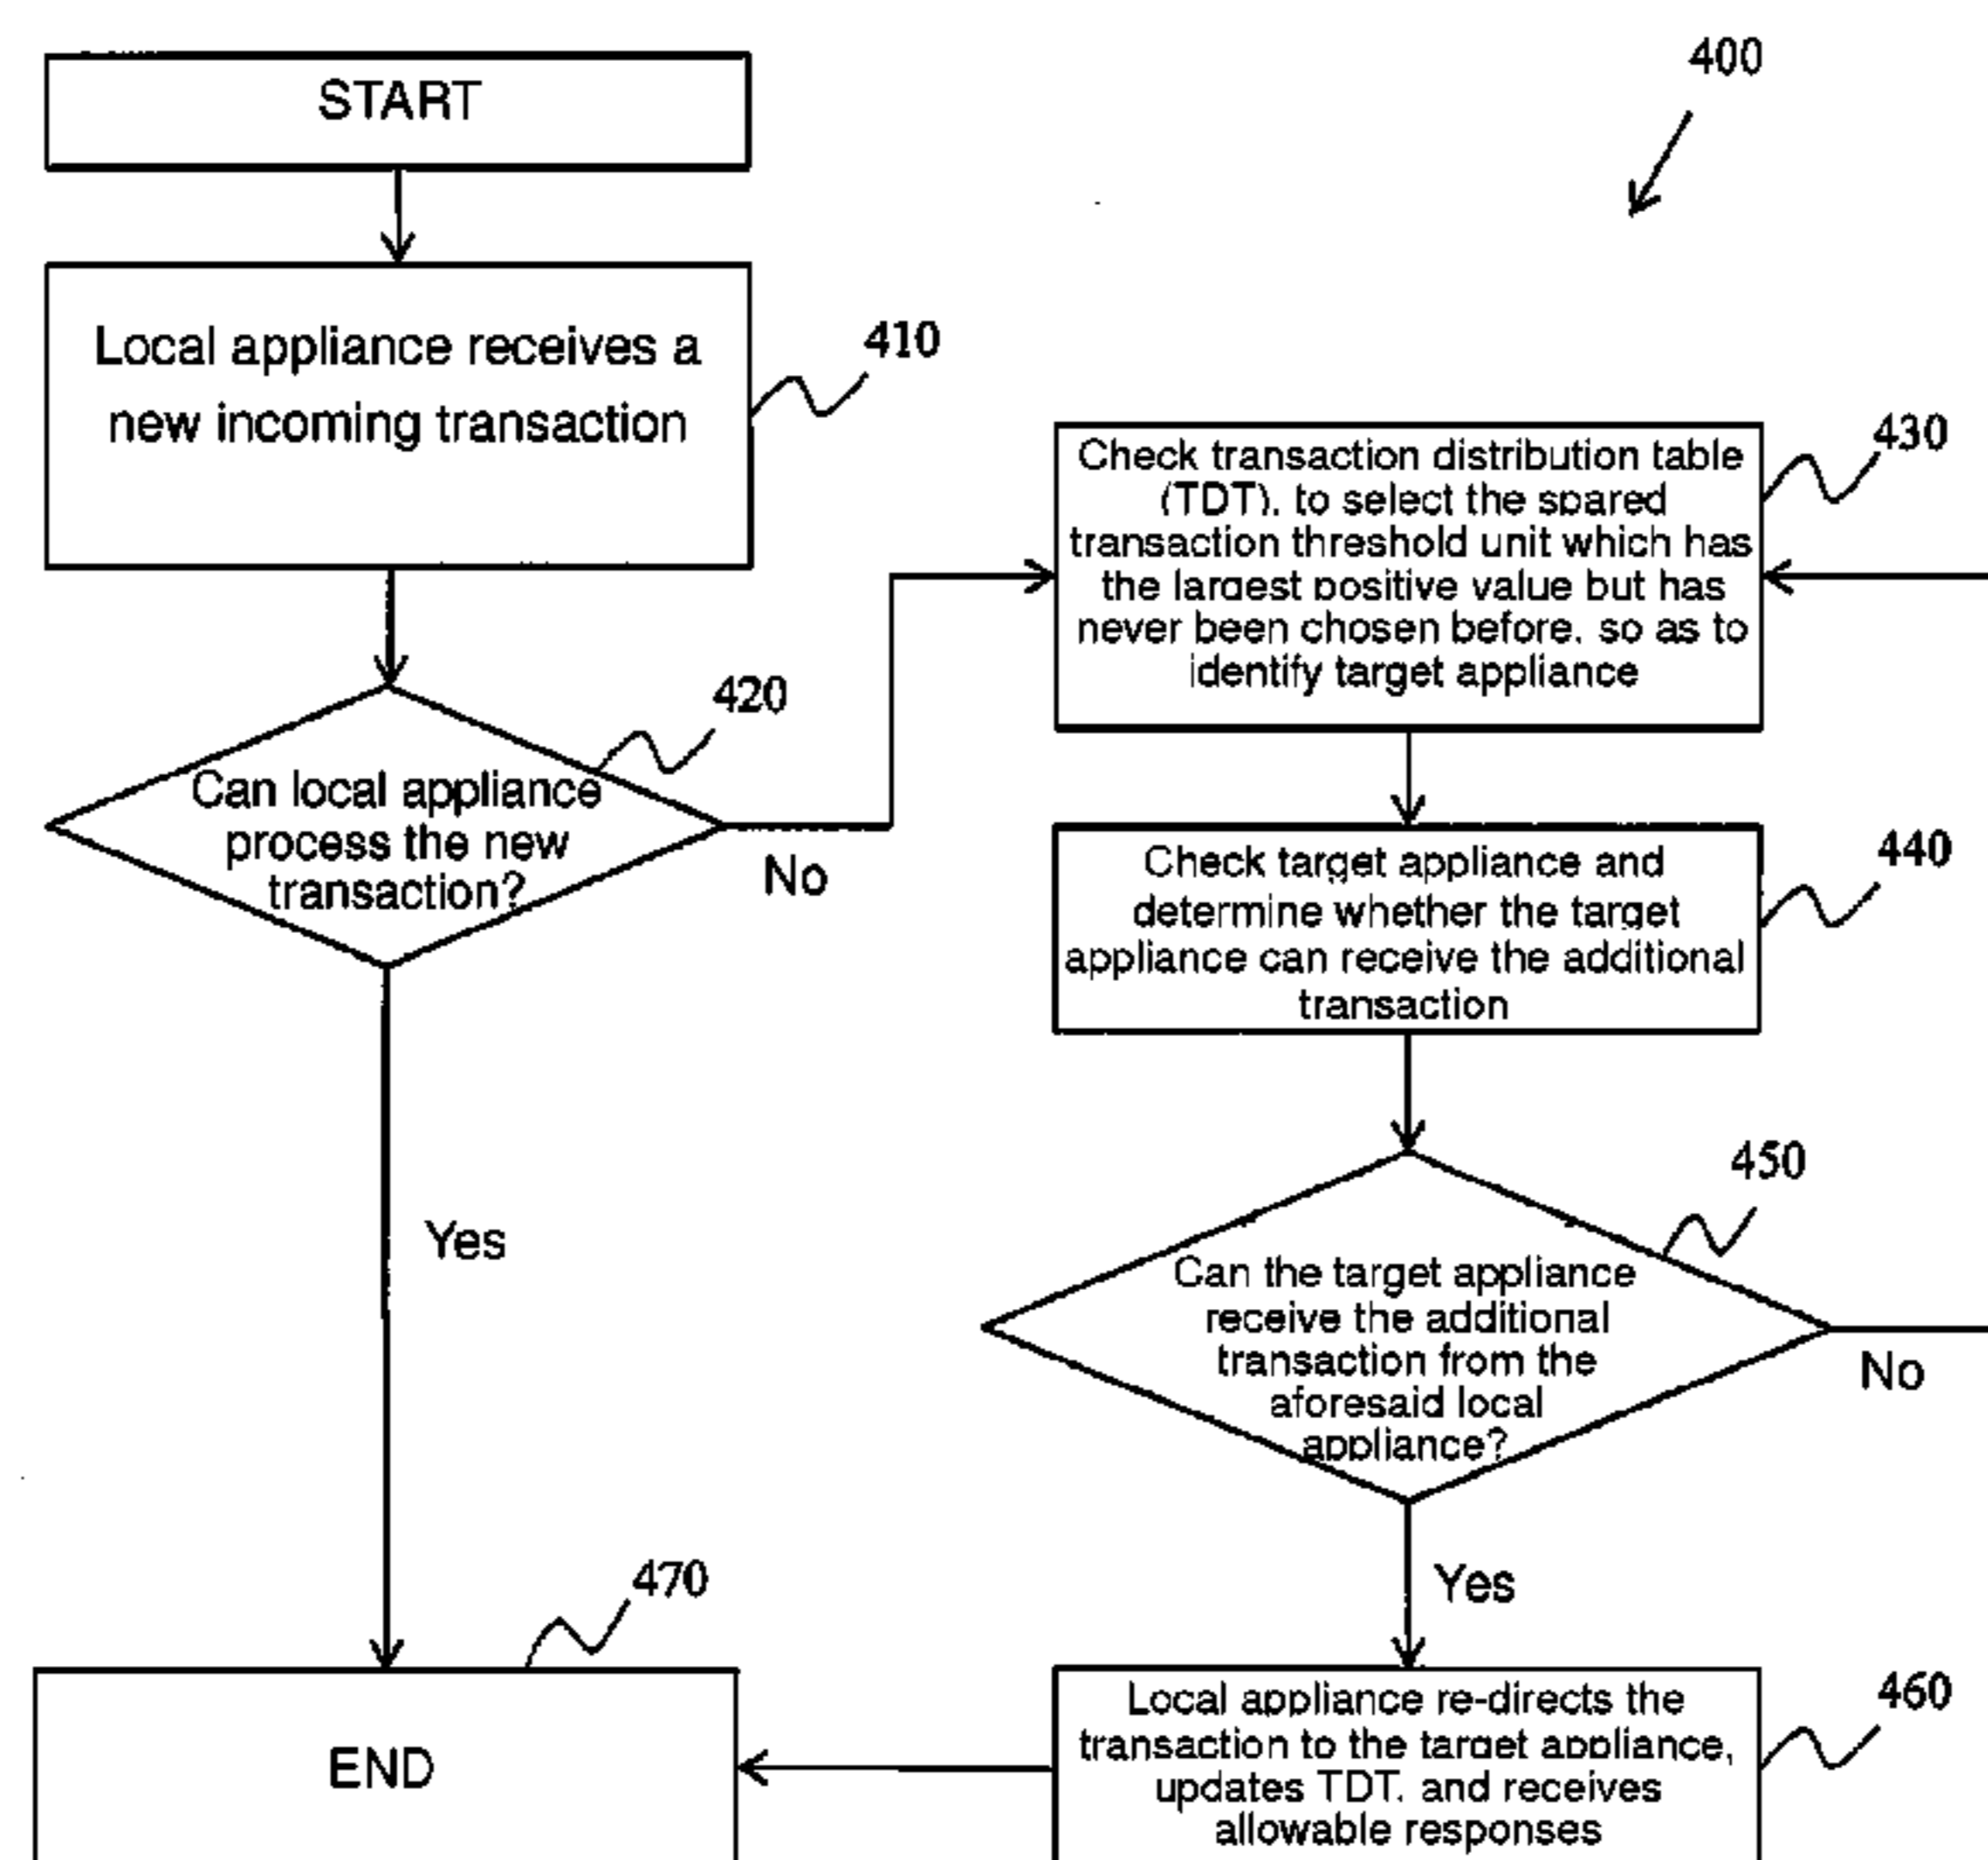 START
400
Local appliance receives a
new incoming transaction
410
Can local appliance
process the new
transaction?
420
No
Yes
Check transaction distribution table
(TDT), to select the spared
transaction threshold unit which has
the largest positive value but has
never been chosen before, so as to
identify target appliance
430
Check target appliance and
determine whether the target
appliance can receive the additional
transaction
440
Can the target appliance
receive the additional
transaction from the
aforesaid local
appliance?
450
No
Yes
Local appliance re-directs the
transaction to the target appliance,
updates TDT, and receives
allowable responses
460
END
470